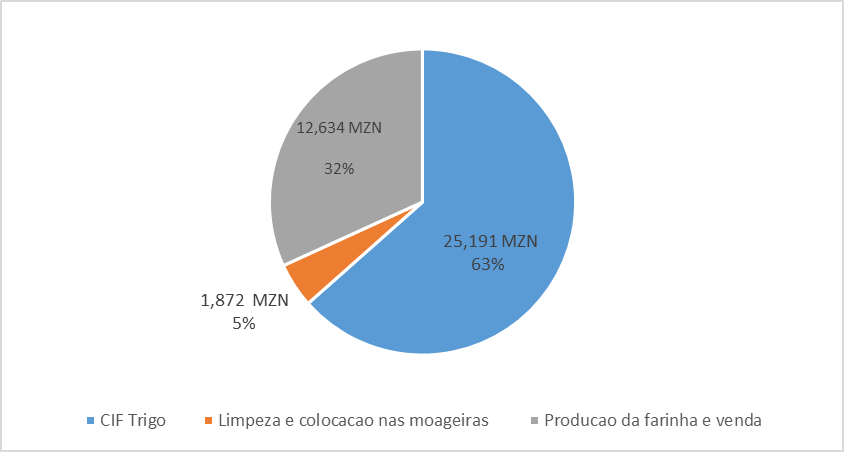 12,634 MZN
32%
25,191 MZN
63%
1,872 MZN
5%
CIF Trigo
Limpeza e colocacao nas moageiras
Producao da farinha e venda